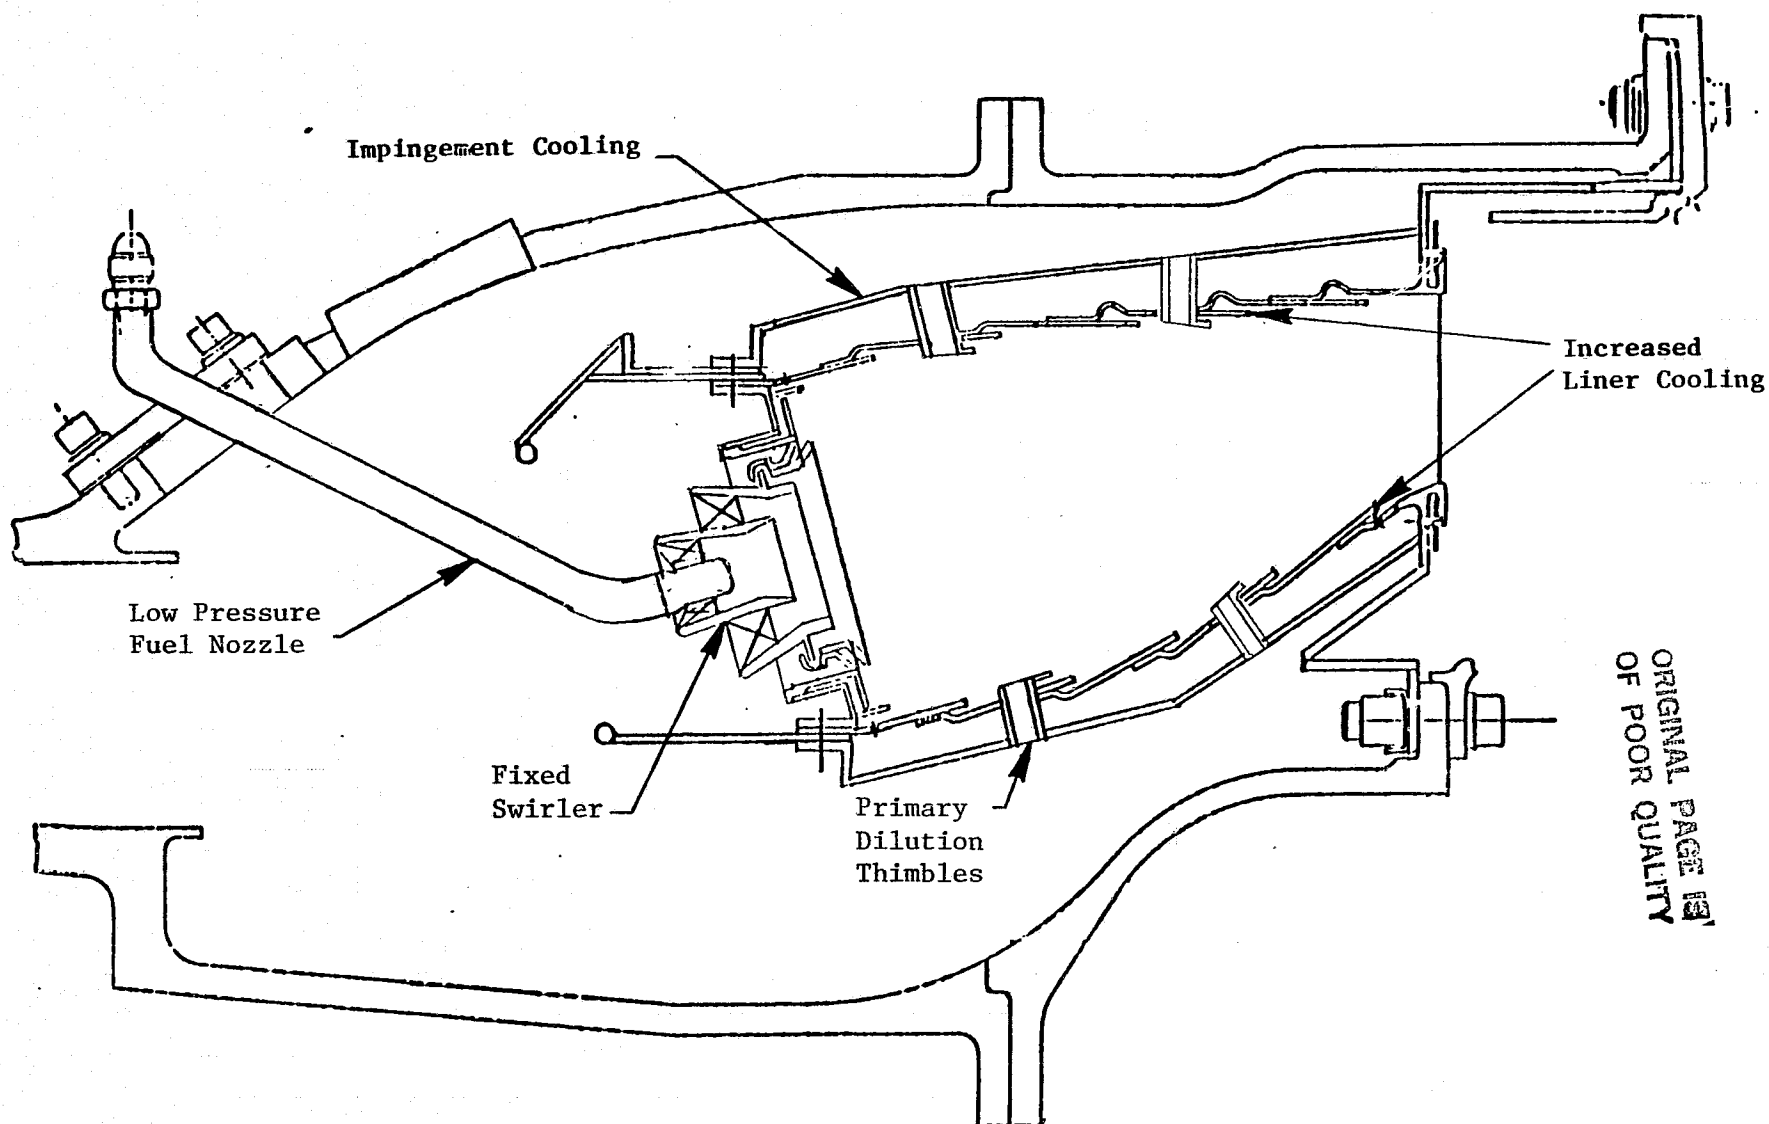 Impingement Cooling
Increased
Liner Cooling
Low Pressure
Fuel Nozzle
Fixed
Swirler
Primary
Dilution
Thimbles
ORIGINAL PAGE IS
OF POOR QUALITY